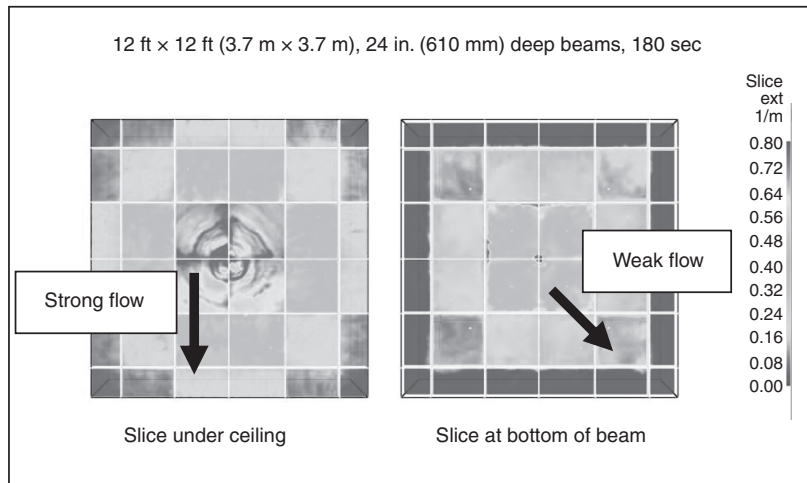 12 ft × 12 ft (3.7 m × 3.7 m), 24 in. (610 mm) deep beams, 180 sec
Slice
ext
1/m
0.80
0.72
0.64
0.56
0.48
0.40
0.32
0.24
0.16
0.08
0.00
Strong flow
Weak flow
Slice under ceiling
Slice at bottom of beam